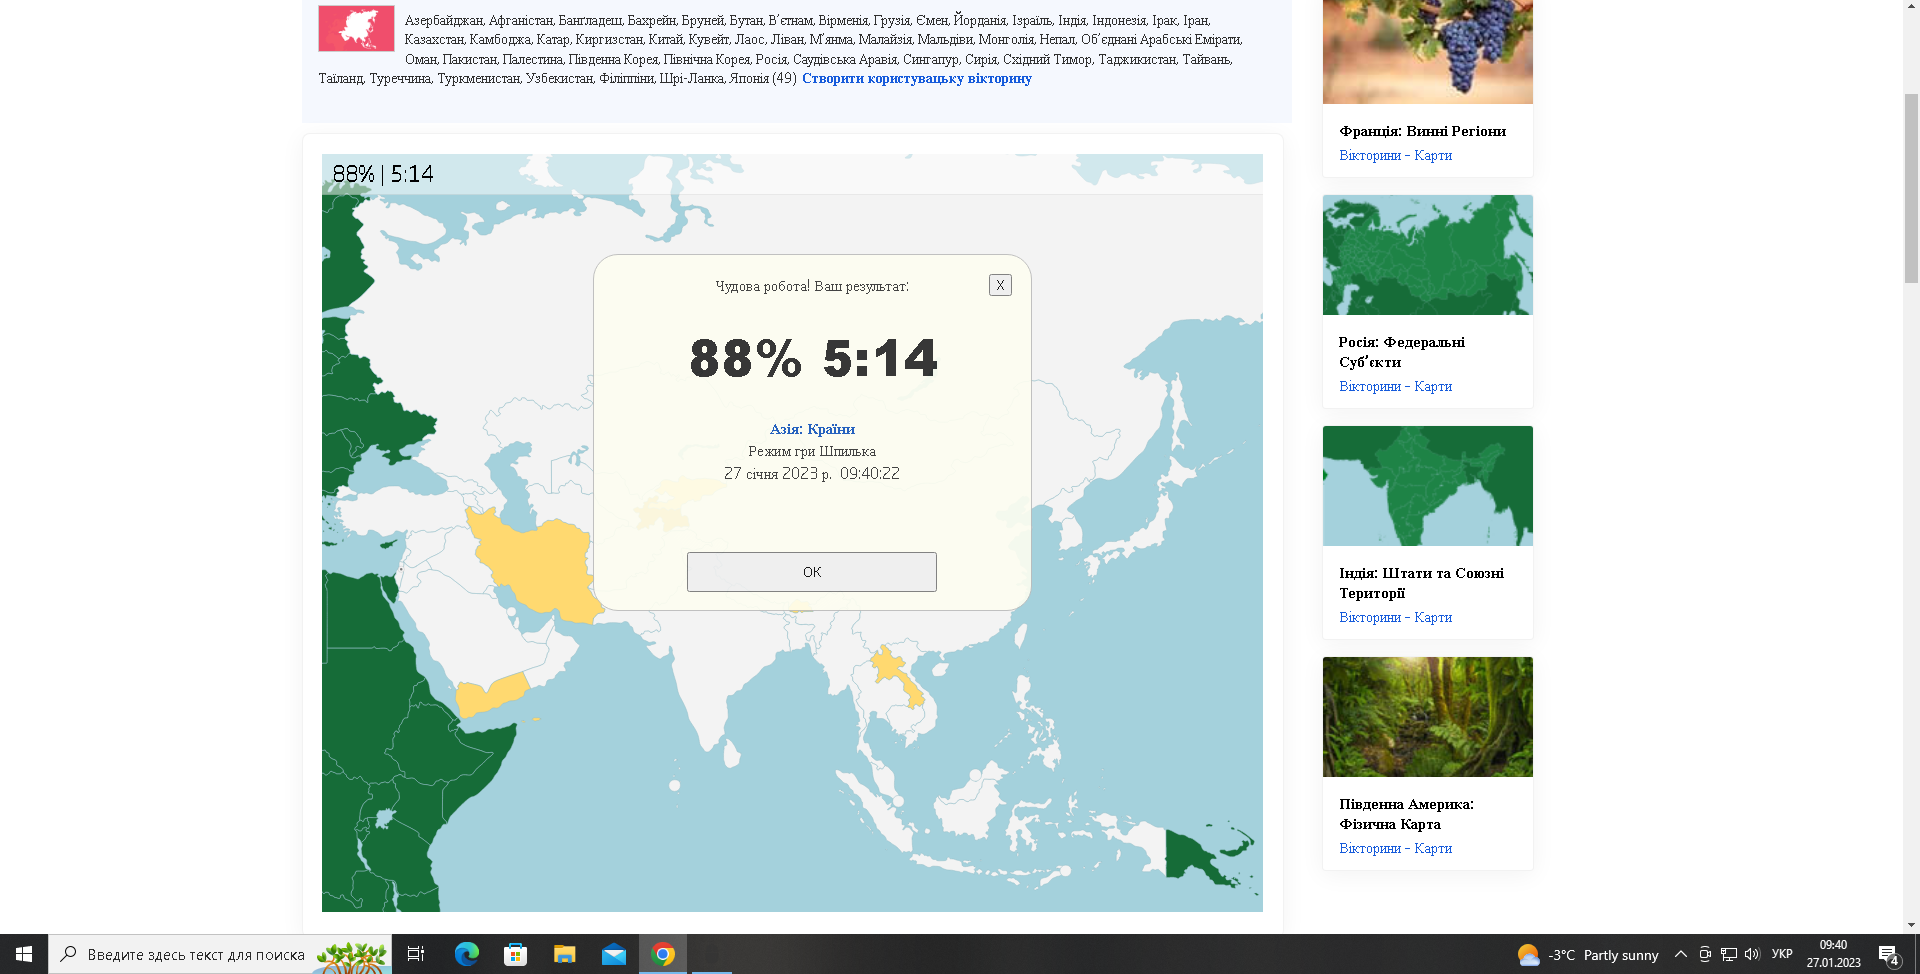 Азербайджан, Афганістан, Бангладеш, Бахрейн, Бруней, Бутан, В’єтнам, Вірменія, Грузія, Ємен, Йорданія, Ізраїль, Індія, Індонезія, Ірак, Іран,
Казахстан, Камбоджа, Катар, Киргизстан, Китай, Кувейт, Лаос, Ліван, М’янма, Малайзія, Мальдіви, Монголія, Непал, Об’єднані Арабські Емірати,
Оман, Пакистан, Палестина, Південна Корея, Північна Корея, Росія, Саудівська Аравія, Сингапур, Сирія, Східний Тимор, Таджикистан, Тайвань,
Таїланд, Туреччина, Туркменистан, Узбекистан, Філіппіни, Шрі-Ланка, Японія (49) Створити користувацьку вікторину
88% | 5:14
Чудова робота! Ваш результат:
X
88% 5:14
Азія: Країни
Режим гри Шпилька
27 січня 2023 р. 09:40:22
OK
Франція: Винні Регіони
Вікторини - Карти
Росія: Федеральні
Суб’єкти
Вікторини - Карти
Індія: Штати та Союзні
Території
Вікторини - Карти
Південна Америка:
Фізична Карта
Вікторини - Карти
Введите здесь текст для поиска
-3°C Partly sunny
УКР
09:40
27.01.2023
4